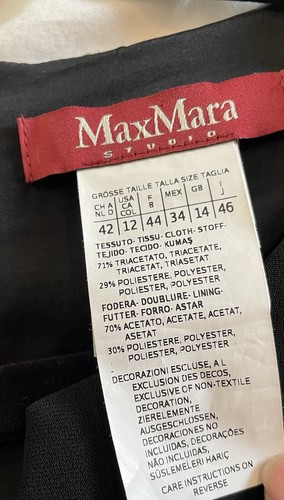 MaxMara
STUDIO
GRÖSSE TAILLE TALLA SIZE TAGLIA
CH A NL D | USA CA COL | F B | MEX | GB | I J
42 | 12 | 44 | 34 | 14 | 46
TESSUTO-TISSU-CLOTH-STOFF-
TEJIDO-TECIDO-KUMAŞ
71% TRIACETATO, TRIACETATE,
TRIACETAT, TRIASETAT
29% POLIESTERE, POLYESTER,
POLIESTER, POLYESTER
FODERA-DOUBLURE-LINING-
FUTTER-FORRO-ASTAR
70% ACETATO, ACETATE, ACETAT,
ASETAT
30% POLIESTERE, POLYESTER,
POLIESTER, POLYESTER
DECORAZIONI ESCLUSE, A L
EXCLUSION DES DECOS,
EXCLUSIVE OF NON-TEXTILE
DECORATION,
ZIERELEMENTE
AUSGESCHLOSSEN,
DECORACIONES NO
INCLUIDAS, DECORAÇÕES
NÃO INCLUIDAS,
SÜSLEMELERI HARIÇ
CARE INSTRUCTIONS ON
REVERSE